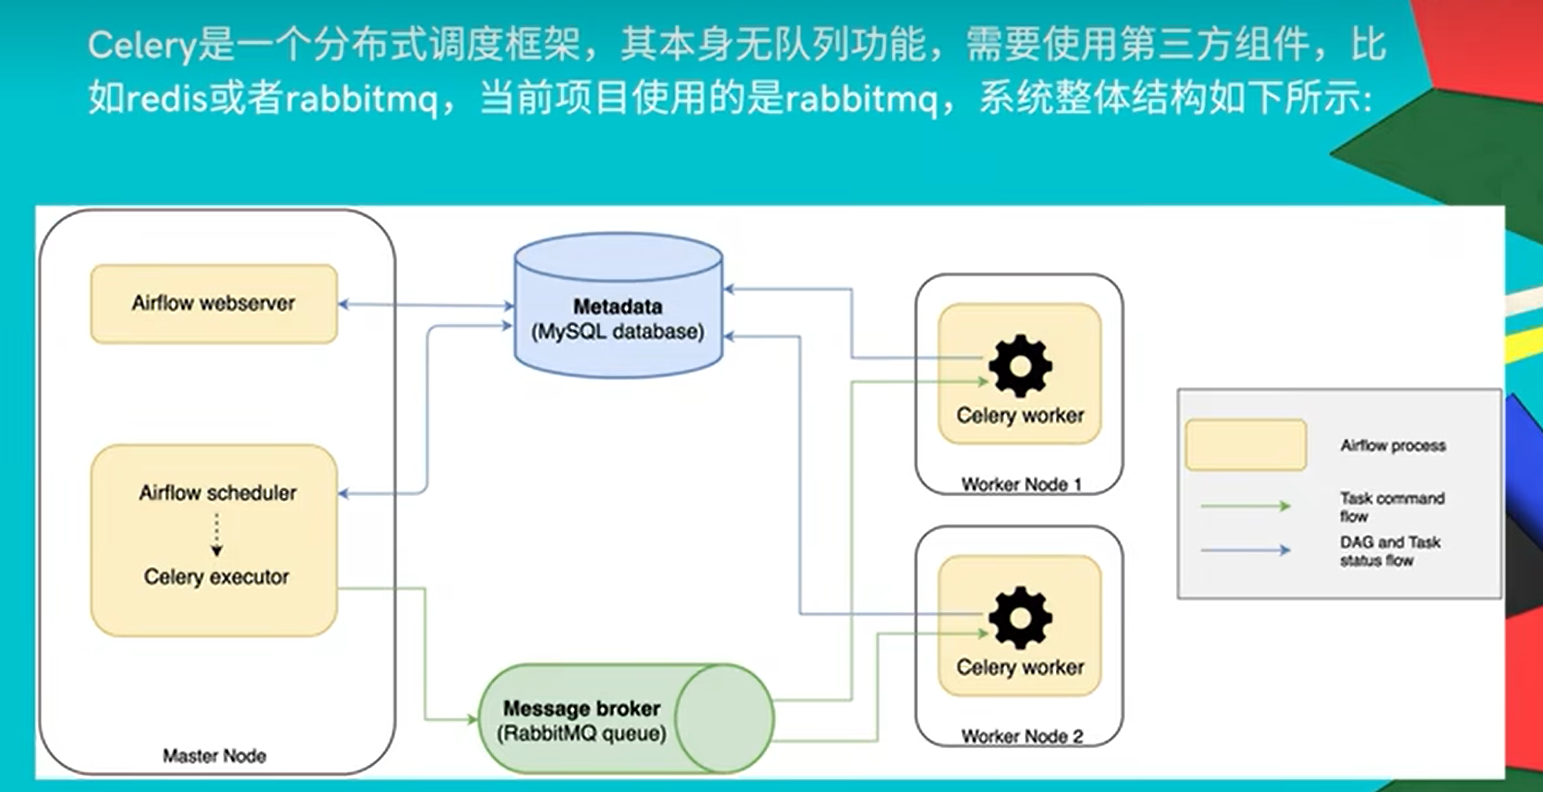 Celery是一个分布式调度框架，其本身无队列功能，需要使用第三方组件，比
如redis或者rabbitmq，当前项目使用的是rabbitmq，系统整体结构如下所示:
Airflow webserver
Metadata
(MySQL database)
Celery worker
Worker Node 1
Airflow process
Task command
flow
DAG and Task
status flow
Airflow scheduler
Celery executor
Celery worker
Worker Node 2
Message broker
(RabbitMQ queue)
Master Node